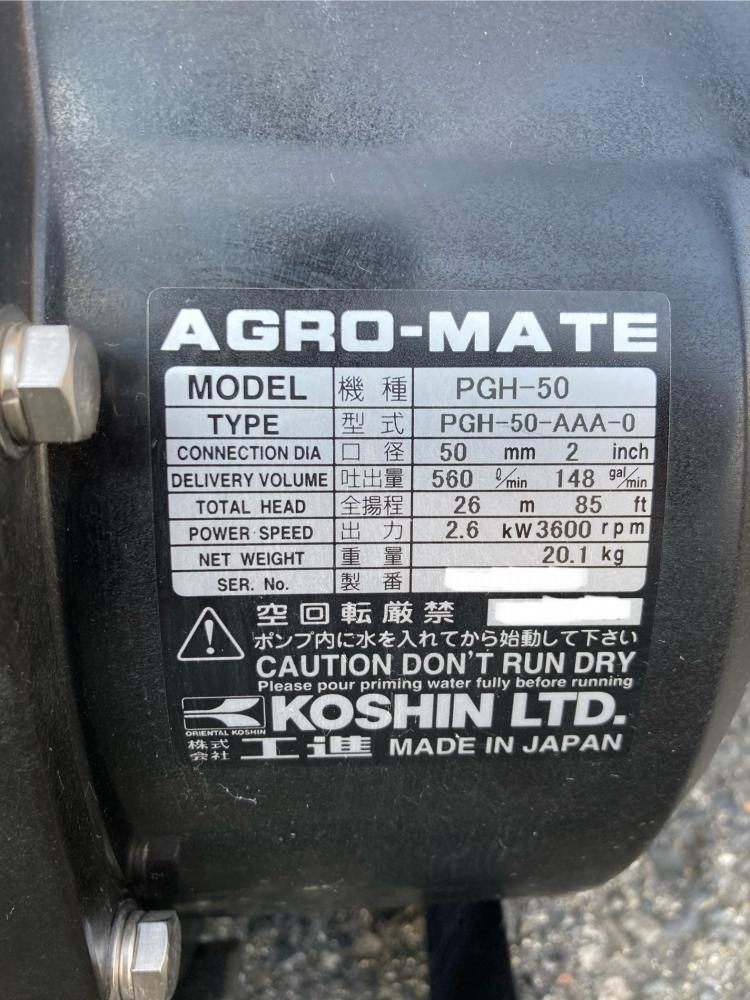 AGRO-MATE
MODEL 機種 PGH-50
TYPE 型式 PGH-50-AAA-0
CONNECTION DIA 口径 50 mm 2 inch
DELIVERY VOLUME 吐出量 560 ℓ/min 148 gal/min
TOTAL HEAD 全揚程 26 m 85 ft
POWER·SPEED 出力 2.6 kW 3600 rpm
NET WEIGHT 重量 20.1 kg
SER. No. 製番
空回転厳禁
ポンプ内に水を入れてから始動して下さい
CAUTION DON'T RUN DRY
Please pour priming water fully before running
ORIENTAL KOSHIN KOSHIN LTD.
株式会社 工進 MADE IN JAPAN